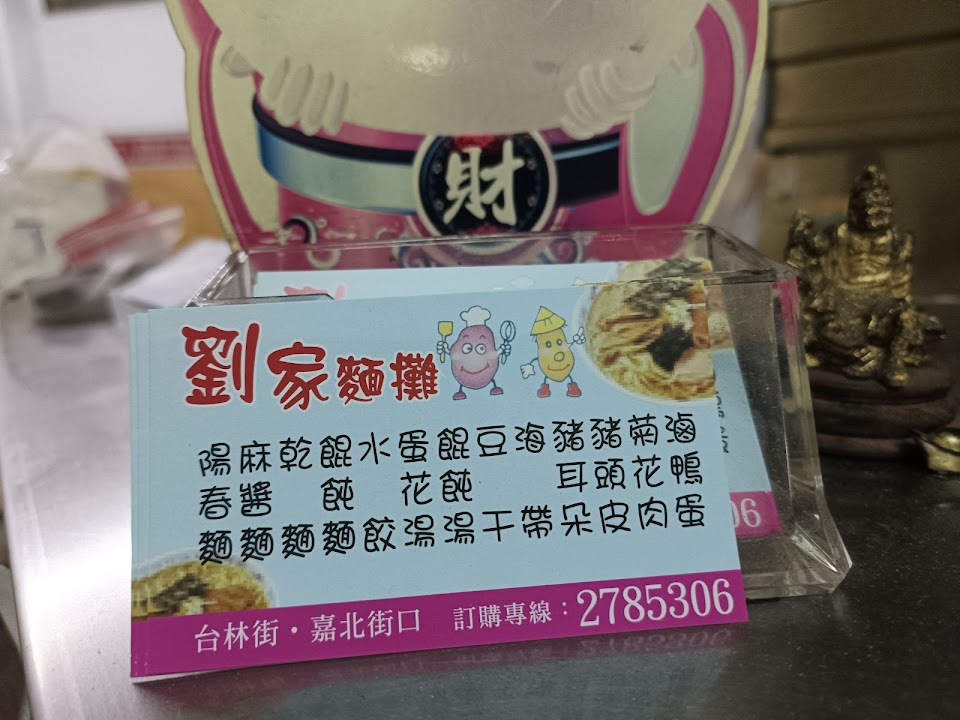 財
劉家麵攤
陽春麵
麻醬麵
乾麵
餛飩麵
水餃
蛋花湯
餛飩湯
豆干
海帶
豬耳朵
豬頭皮
菊花肉
滷鴨蛋
台林街・嘉北街口 訂購專線：2785306
06